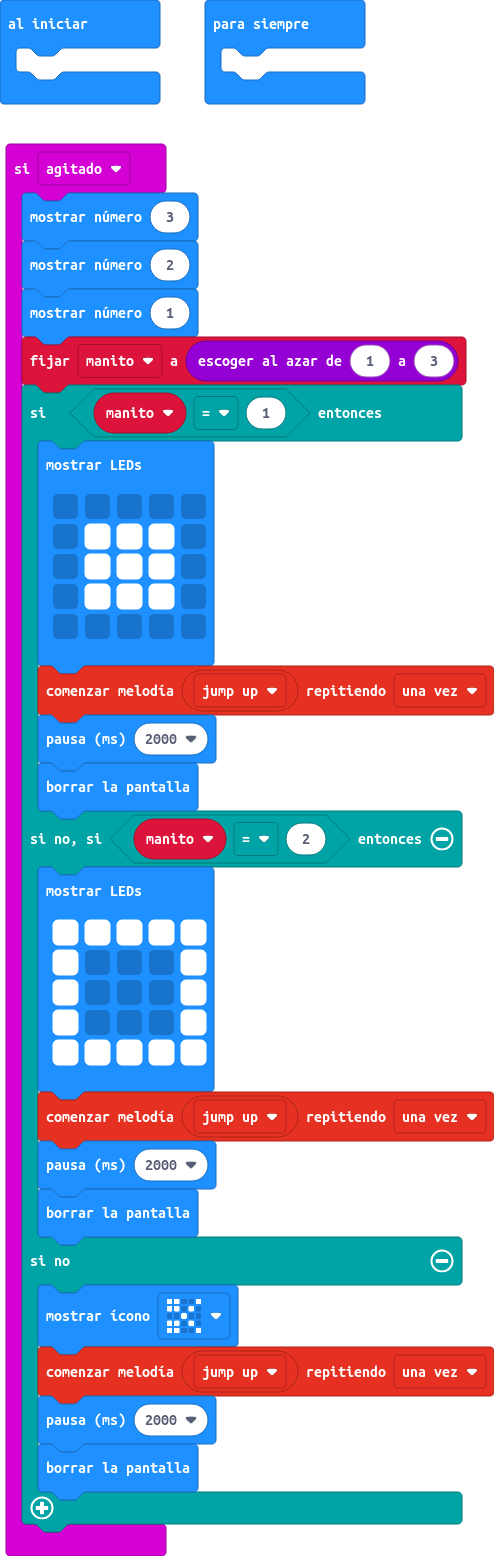 al iniciar
para siempre
si agitado
mostrar número 3
mostrar número 2
mostrar número 1
fijar manito a escoger al azar de 1 a 3
si manito = 1 entonces
mostrar LEDs
comenzar melodía jump up repitiendo una vez
pausa (ms) 2000
borrar la pantalla
si no, si manito = 2 entonces
mostrar LEDs
comenzar melodía jump up repitiendo una vez
pausa (ms) 2000
borrar la pantalla
si no
mostrar ícono
comenzar melodía jump up repitiendo una vez
pausa (ms) 2000
borrar la pantalla